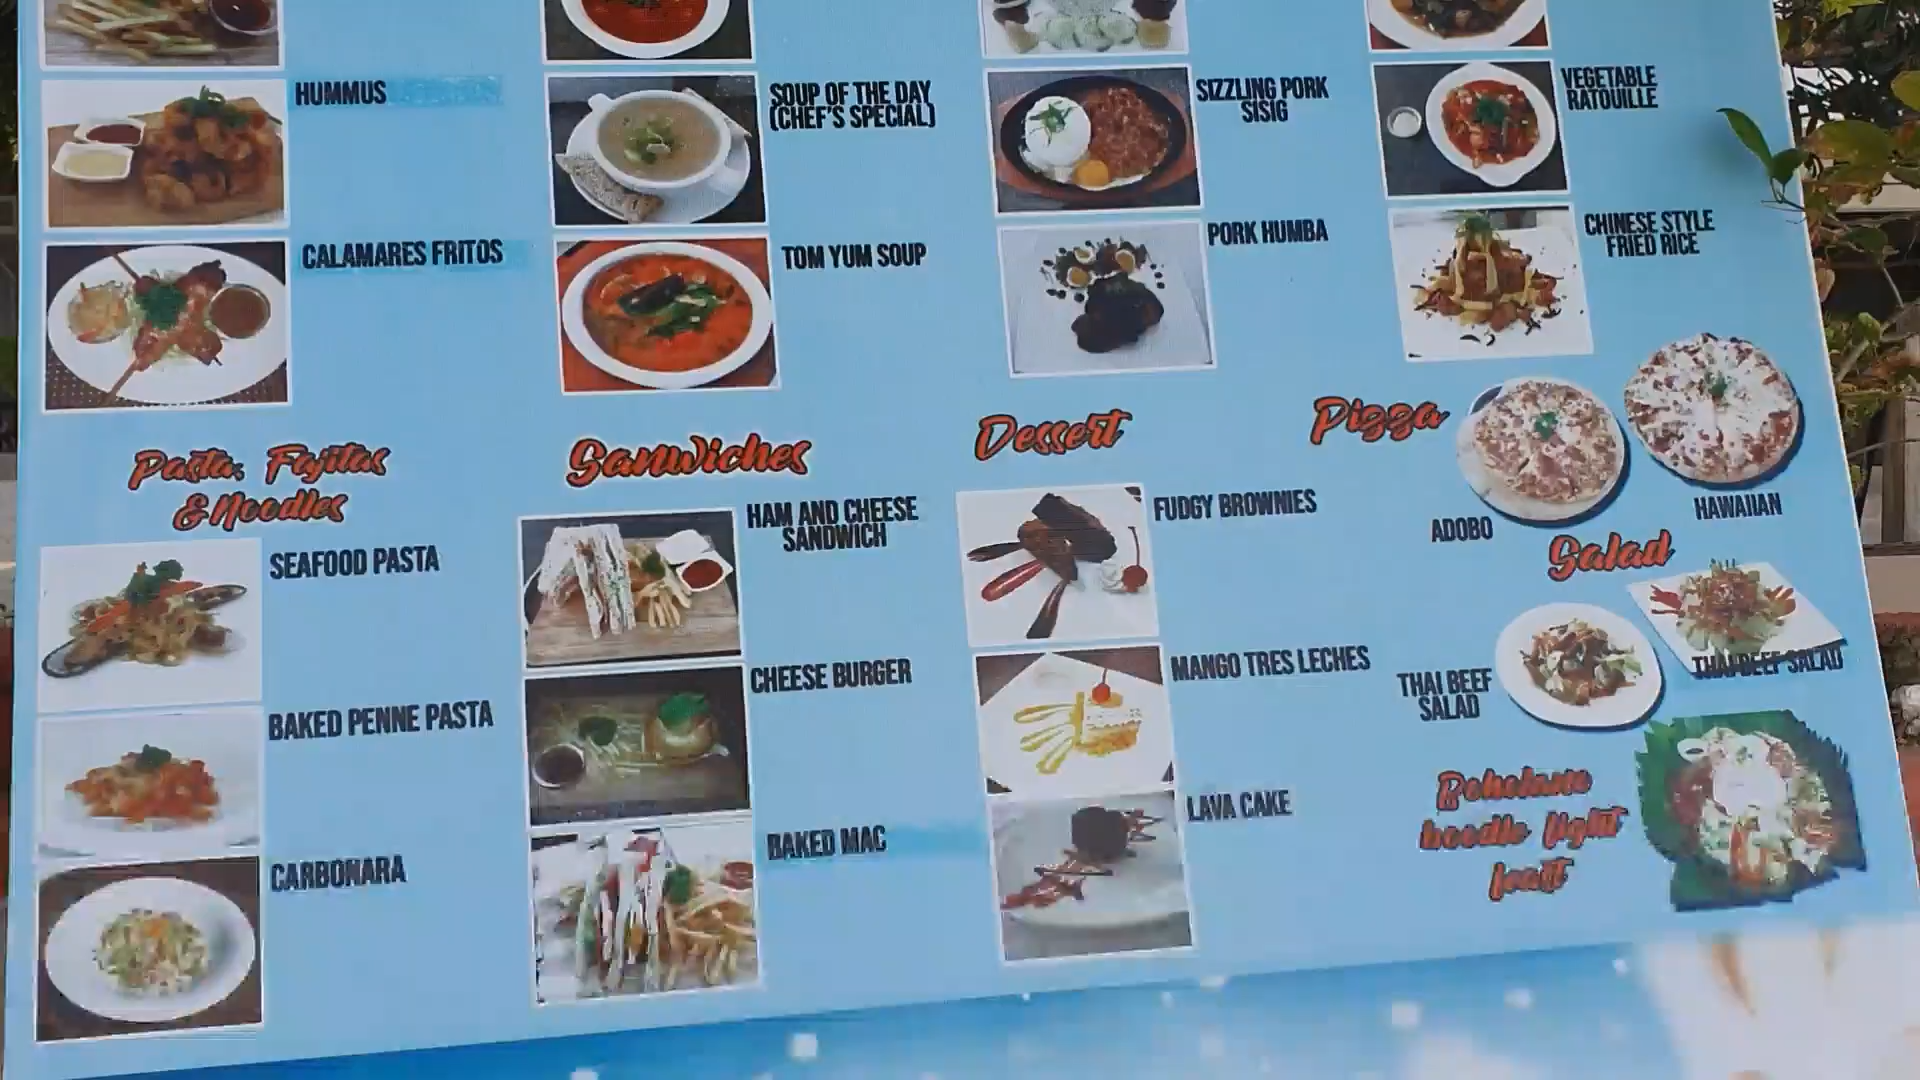 HUMMUS
CALAMARES FRITOS
SOUP OF THE DAY
(CHEF'S SPECIAL)
TOM YUM SOUP
SIZZLING PORK
SISIG
PORK HUMBA
VEGETABLE
RATOUILLE
CHINESE STYLE
FRIED RICE
Pasta, Fajitas
& Noodles
SEAFOOD PASTA
BAKED PENNE PASTA
CARBONARA
Sanwiches
HAM AND CHEESE
SANDWICH
CHEESE BURGER
BAKED MAC
Dessert
FUDGY BROWNIES
MANGO TRES LECHES
LAVA CAKE
Pizza
ADOBO
HAWAIIAN
Salad
THAI BEEF
SALAD
THAI BEEF SALAD
Boholano
boodle fight
feast